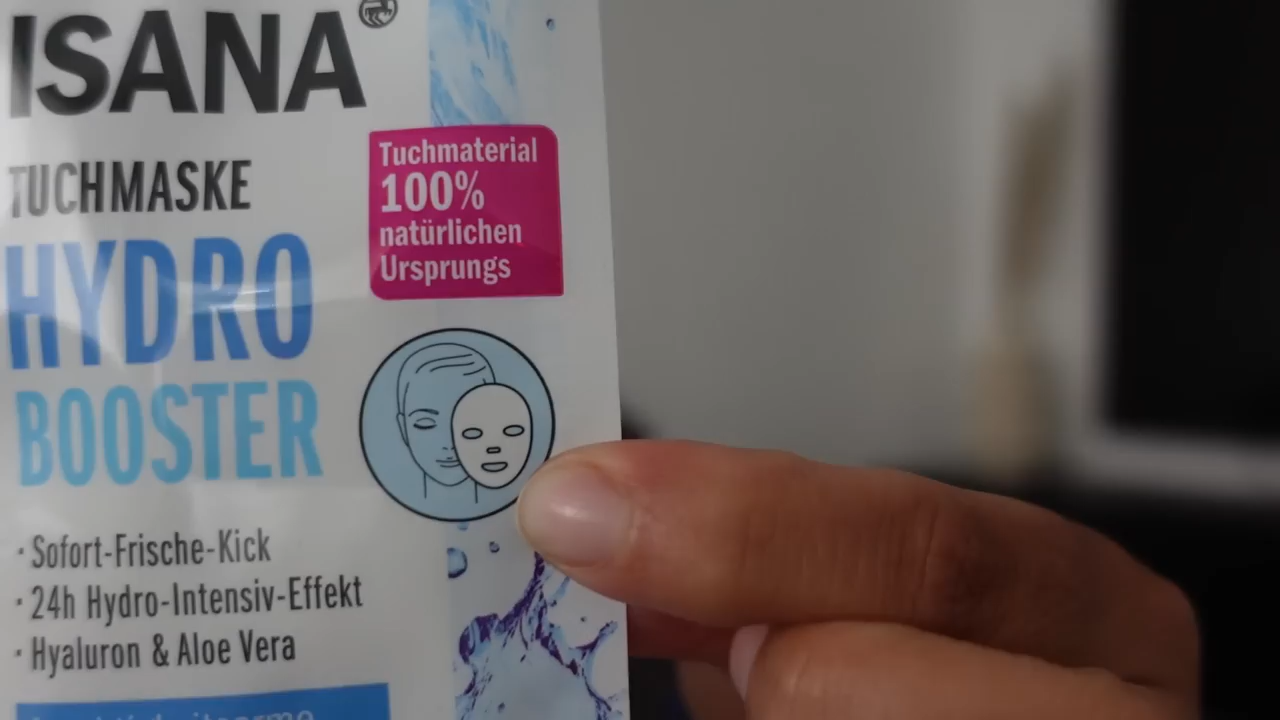 ISANA
TUCHMASKE
HYDRO
BOOSTER
Tuchmaterial
100%
natürlichen
Ursprungs
· Sofort-Frische-Kick
· 24h Hydro-Intensiv-Effekt
· Hyaluron & Aloe Vera